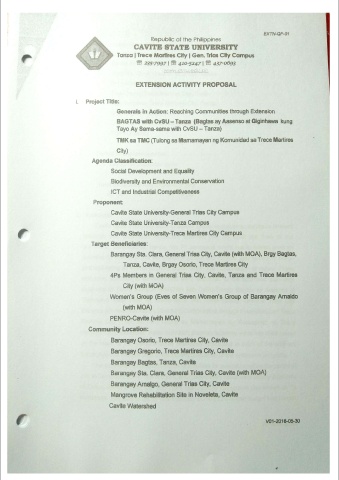 EXTN-QF-01
Republic of the Philippines
CAVITE STATE UNIVERSITY
Tanza | Trece Martires City | Gen. Trias City Campus
EXTENSION ACTIVITY PROPOSAL
I. Project Title:
Generals in Action: Reaching Communities through Extension
BAGTAS with CvSU – Tanza (Bagtas ay Aasenso at Giginhawa kung
Tayo Ay Sama-sama with CvSU – Tanza)
TMK sa TMC (Tulong sa Mamamayan ng Komunidad sa Trece Martires
City)
Agenda Classification:
Social Development and Equality
Biodiversity and Environmental Conservation
ICT and Industrial Competitiveness
Proponent:
Cavite State University-General Trias City Campus
Cavite State University-Tanza Campus
Cavite State University-Trece Martires City Campus
Target Beneficiaries:
Barangay Sta. Clara, General Trias City, Cavite (with MOA), Brgy Bagtas,
Tanza, Cavite, Brgay Osorio, Trece Martires City
4Ps Members in General Trias City, Cavite, Tanza and Trece Martires
City (with MOA)
Women's Group (Eves of Seven Women's Group of Barangay Arnaldo
(with MOA)
PENRO-Cavite (with MOA)
Community Location:
Barangay Osorio, Trece Martires City, Cavite
Barangay Gregorio, Trece Martires City, Cavite
Barangay Bagtas, Tanza, Cavite
Barangay Sta. Clara, General Trias City, Cavite (with MOA)
Barangay Arnalgo, General Trias City, Cavite
Mangrove Rehabilitation Site in Noveleta, Cavite
Cavite Watershed
V01-2018-05-30